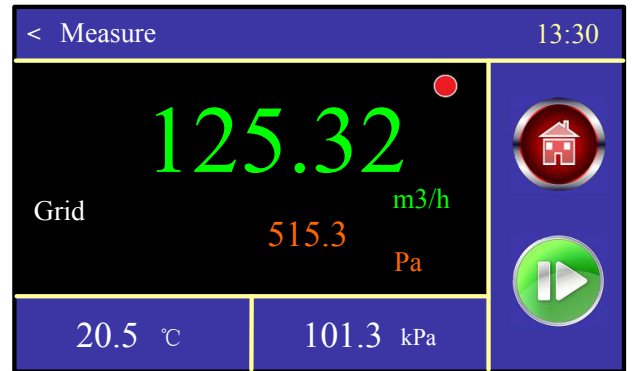 < Measure 13:30
125.32
m3/h
Grid
515.3
Pa
20.5 ℃ 101.3 kPa